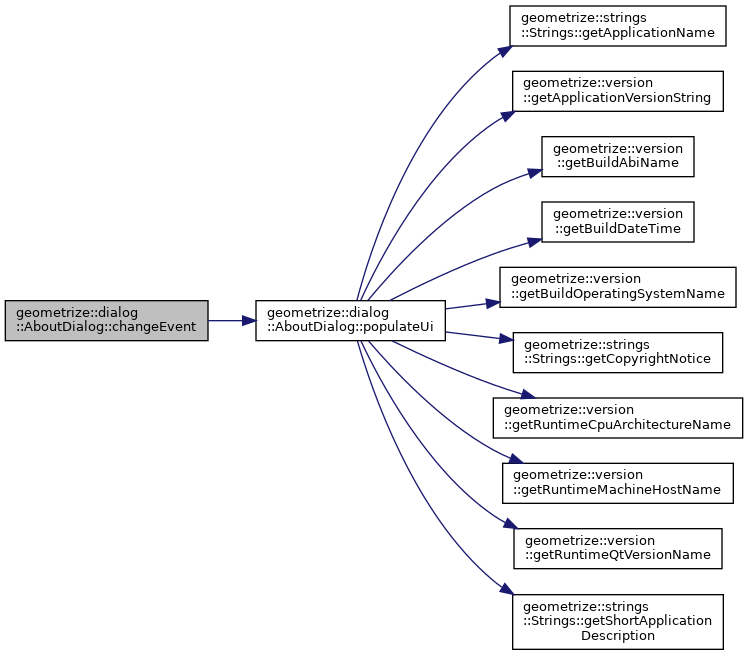 geometrize::strings
::Strings::getApplicationName
geometrize::version
::getApplicationVersionString
geometrize::version
::getBuildAbiName
geometrize::version
::getBuildDateTime
geometrize::version
::getBuildOperatingSystemName
geometrize::dialog
::AboutDialog::changeEvent
geometrize::dialog
::AboutDialog::populateUi
geometrize::strings
::Strings::getCopyrightNotice
geometrize::version
::getRuntimeCpuArchitectureName
geometrize::version
::getRuntimeMachineHostName
geometrize::version
::getRuntimeQtVersionName
geometrize::strings
::Strings::getShortApplication
Description